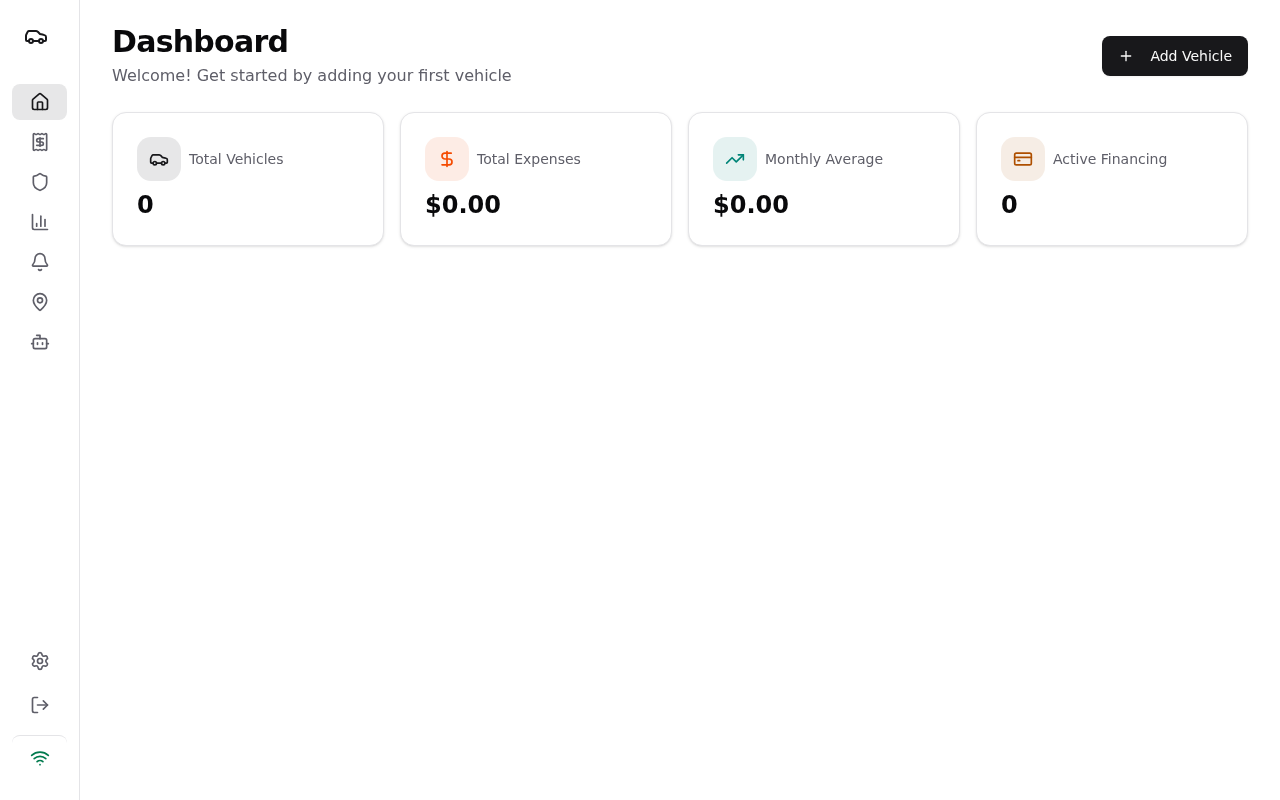 Dashboard
Welcome! Get started by adding your first vehicle
Add Vehicle
Total Vehicles
0
Total Expenses
$0.00
Monthly Average
$0.00
Active Financing
0